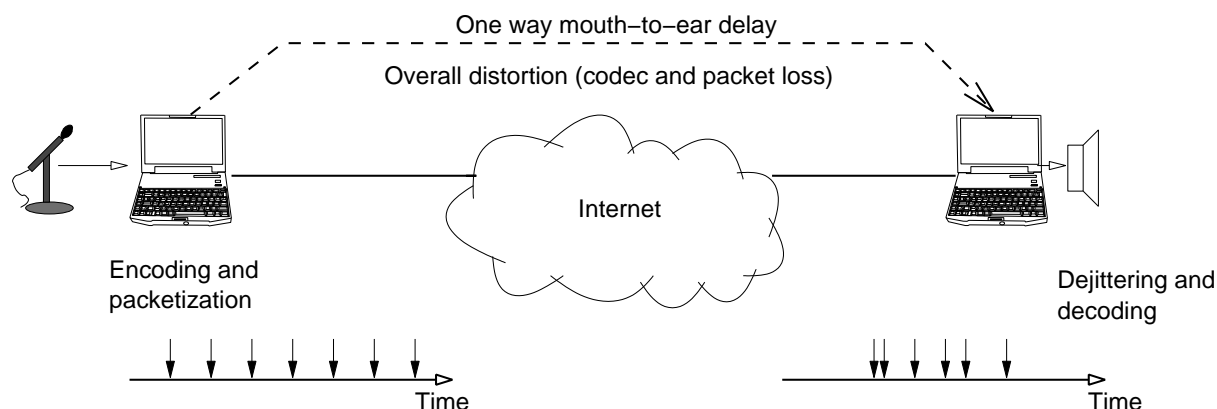 One way mouth−to−ear delay
Overall distortion (codec and packet loss)
Internet
Encoding and
packetization
Dejittering and
decoding
Time
Time